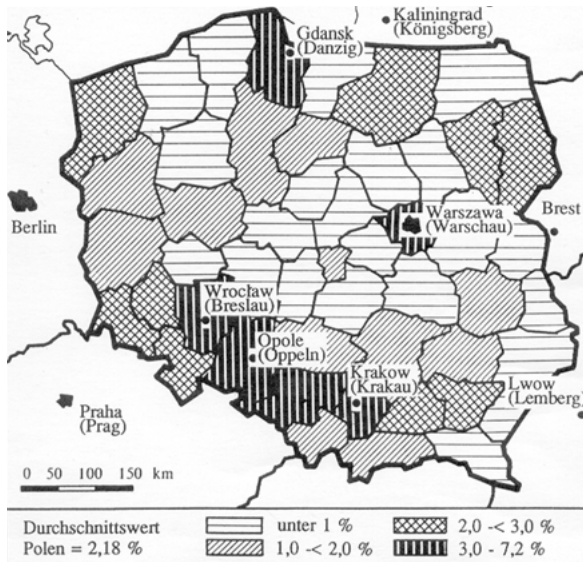 Kaliningrad
(Königsberg)
Gdansk
(Danzig)
Berlin
Warszawa
(Warschau)
Brest
Wrocław
(Breslau)
Opole
(Oppeln)
Krakow
(Krakau)
Lwow
(Lemberg)
Praha
(Prag)
0 50 100 150 km
Durchschnittswert
Polen = 2,18 %
unter 1 %
1,0 -< 2,0 %
2,0 -< 3,0 %
3,0 - 7,2 %